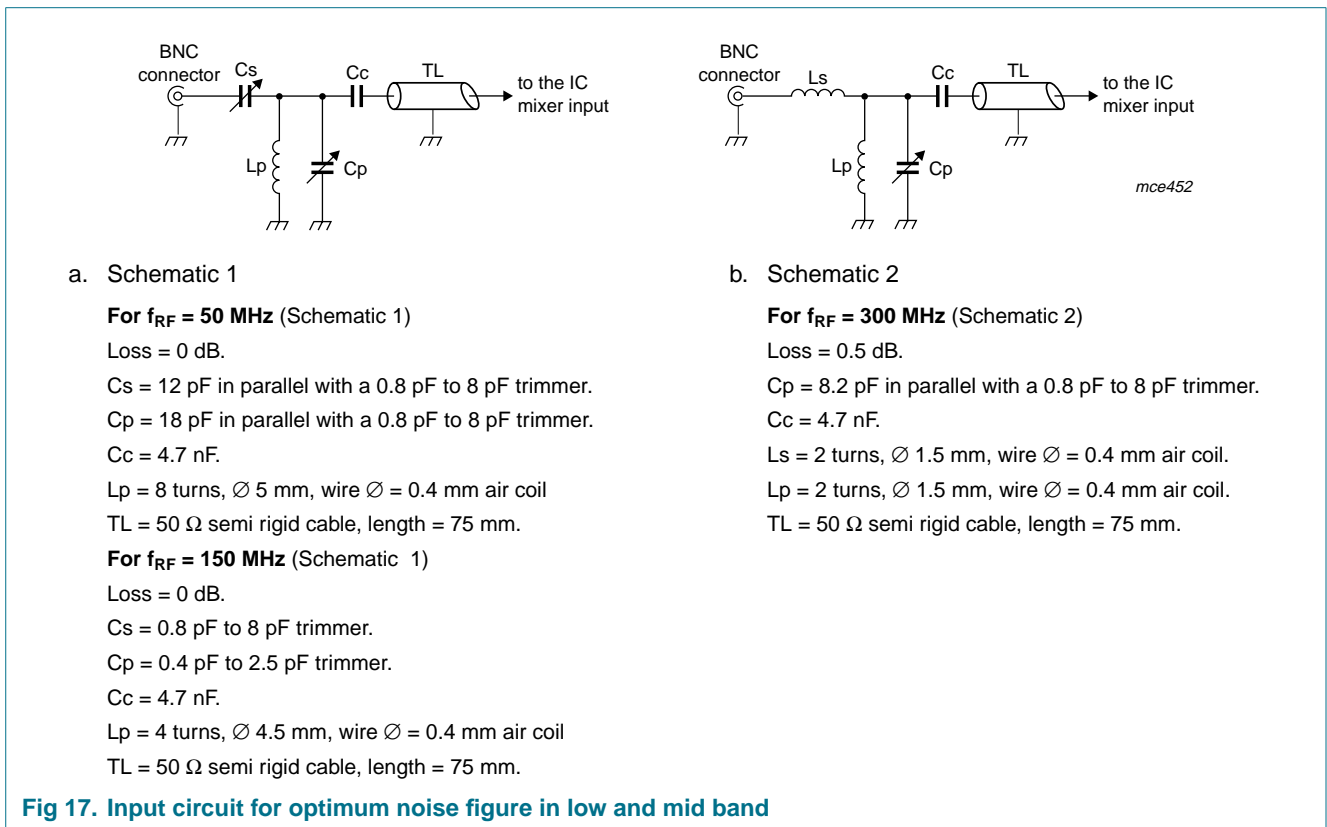 BNC
connector
Cs
Cc
TL
to the IC
mixer input
Lp
Cp
BNC
connector
Ls
Cc
TL
to the IC
mixer input
Lp
Cp
mce452
a. Schematic 1
For fRF = 50 MHz (Schematic 1)
Loss = 0 dB.
Cs = 12 pF in parallel with a 0.8 pF to 8 pF trimmer.
Cp = 18 pF in parallel with a 0.8 pF to 8 pF trimmer.
Cc = 4.7 nF.
Lp = 8 turns, ∅ 5 mm, wire ∅ = 0.4 mm air coil
TL = 50 Ω semi rigid cable, length = 75 mm.
For fRF = 150 MHz (Schematic 1)
Loss = 0 dB.
Cs = 0.8 pF to 8 pF trimmer.
Cp = 0.4 pF to 2.5 pF trimmer.
Cc = 4.7 nF.
Lp = 4 turns, ∅ 4.5 mm, wire ∅ = 0.4 mm air coil
TL = 50 Ω semi rigid cable, length = 75 mm.
b. Schematic 2
For fRF = 300 MHz (Schematic 2)
Loss = 0.5 dB.
Cp = 8.2 pF in parallel with a 0.8 pF to 8 pF trimmer.
Cc = 4.7 nF.
Ls = 2 turns, ∅ 1.5 mm, wire ∅ = 0.4 mm air coil.
Lp = 2 turns, ∅ 1.5 mm, wire ∅ = 0.4 mm air coil.
TL = 50 Ω semi rigid cable, length = 75 mm.
Fig 17. Input circuit for optimum noise figure in low and mid band